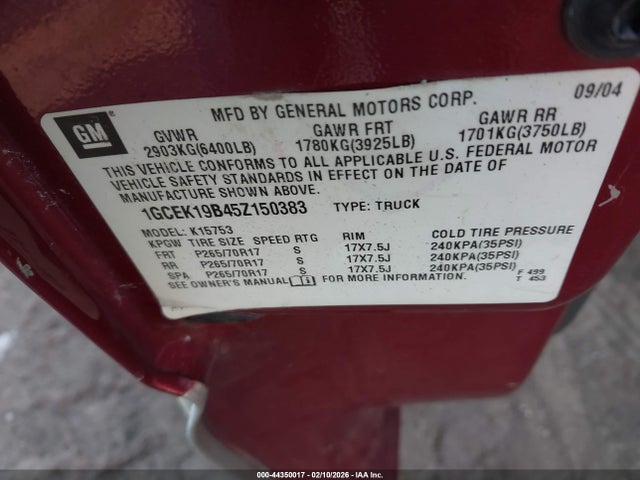 09/04
MFD BY GENERAL MOTORS CORP.
GM
GVWR GAWR FRT GAWR RR
2903KG(6400LB) 1780KG(3925LB) 1701KG(3750LB)
THIS VEHICLE CONFORMS TO ALL APPLICABLE U.S. FEDERAL MOTOR
VEHICLE SAFETY STANDARDS IN EFFECT ON THE DATE OF
MANUFACTURE SHOWN ABOVE.
1GCEK19B45Z150383 TYPE: TRUCK
MODEL: K15753
KPGW TIRE SIZE SPEED RTG RIM COLD TIRE PRESSURE
FRT P265/70R17 S 17X7.5J 240KPA(35PSI)
RR P265/70R17 S 17X7.5J 240KPA(35PSI)
SPA P265/70R17 S 17X7.5J 240KPA(35PSI)
SEE OWNER'S MANUAL FOR MORE INFORMATION.
F 499
T 453
000-44350017 - 02/10/2026 - IAA Inc.